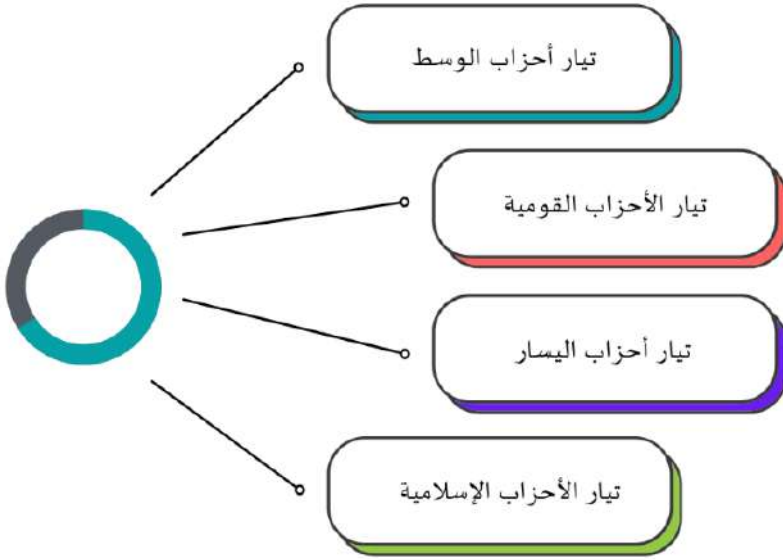 تيار أحزاب الوسط
تيار الأحزاب القومية
تيار أحزاب اليسار
تيار الأحزاب الإسلامية